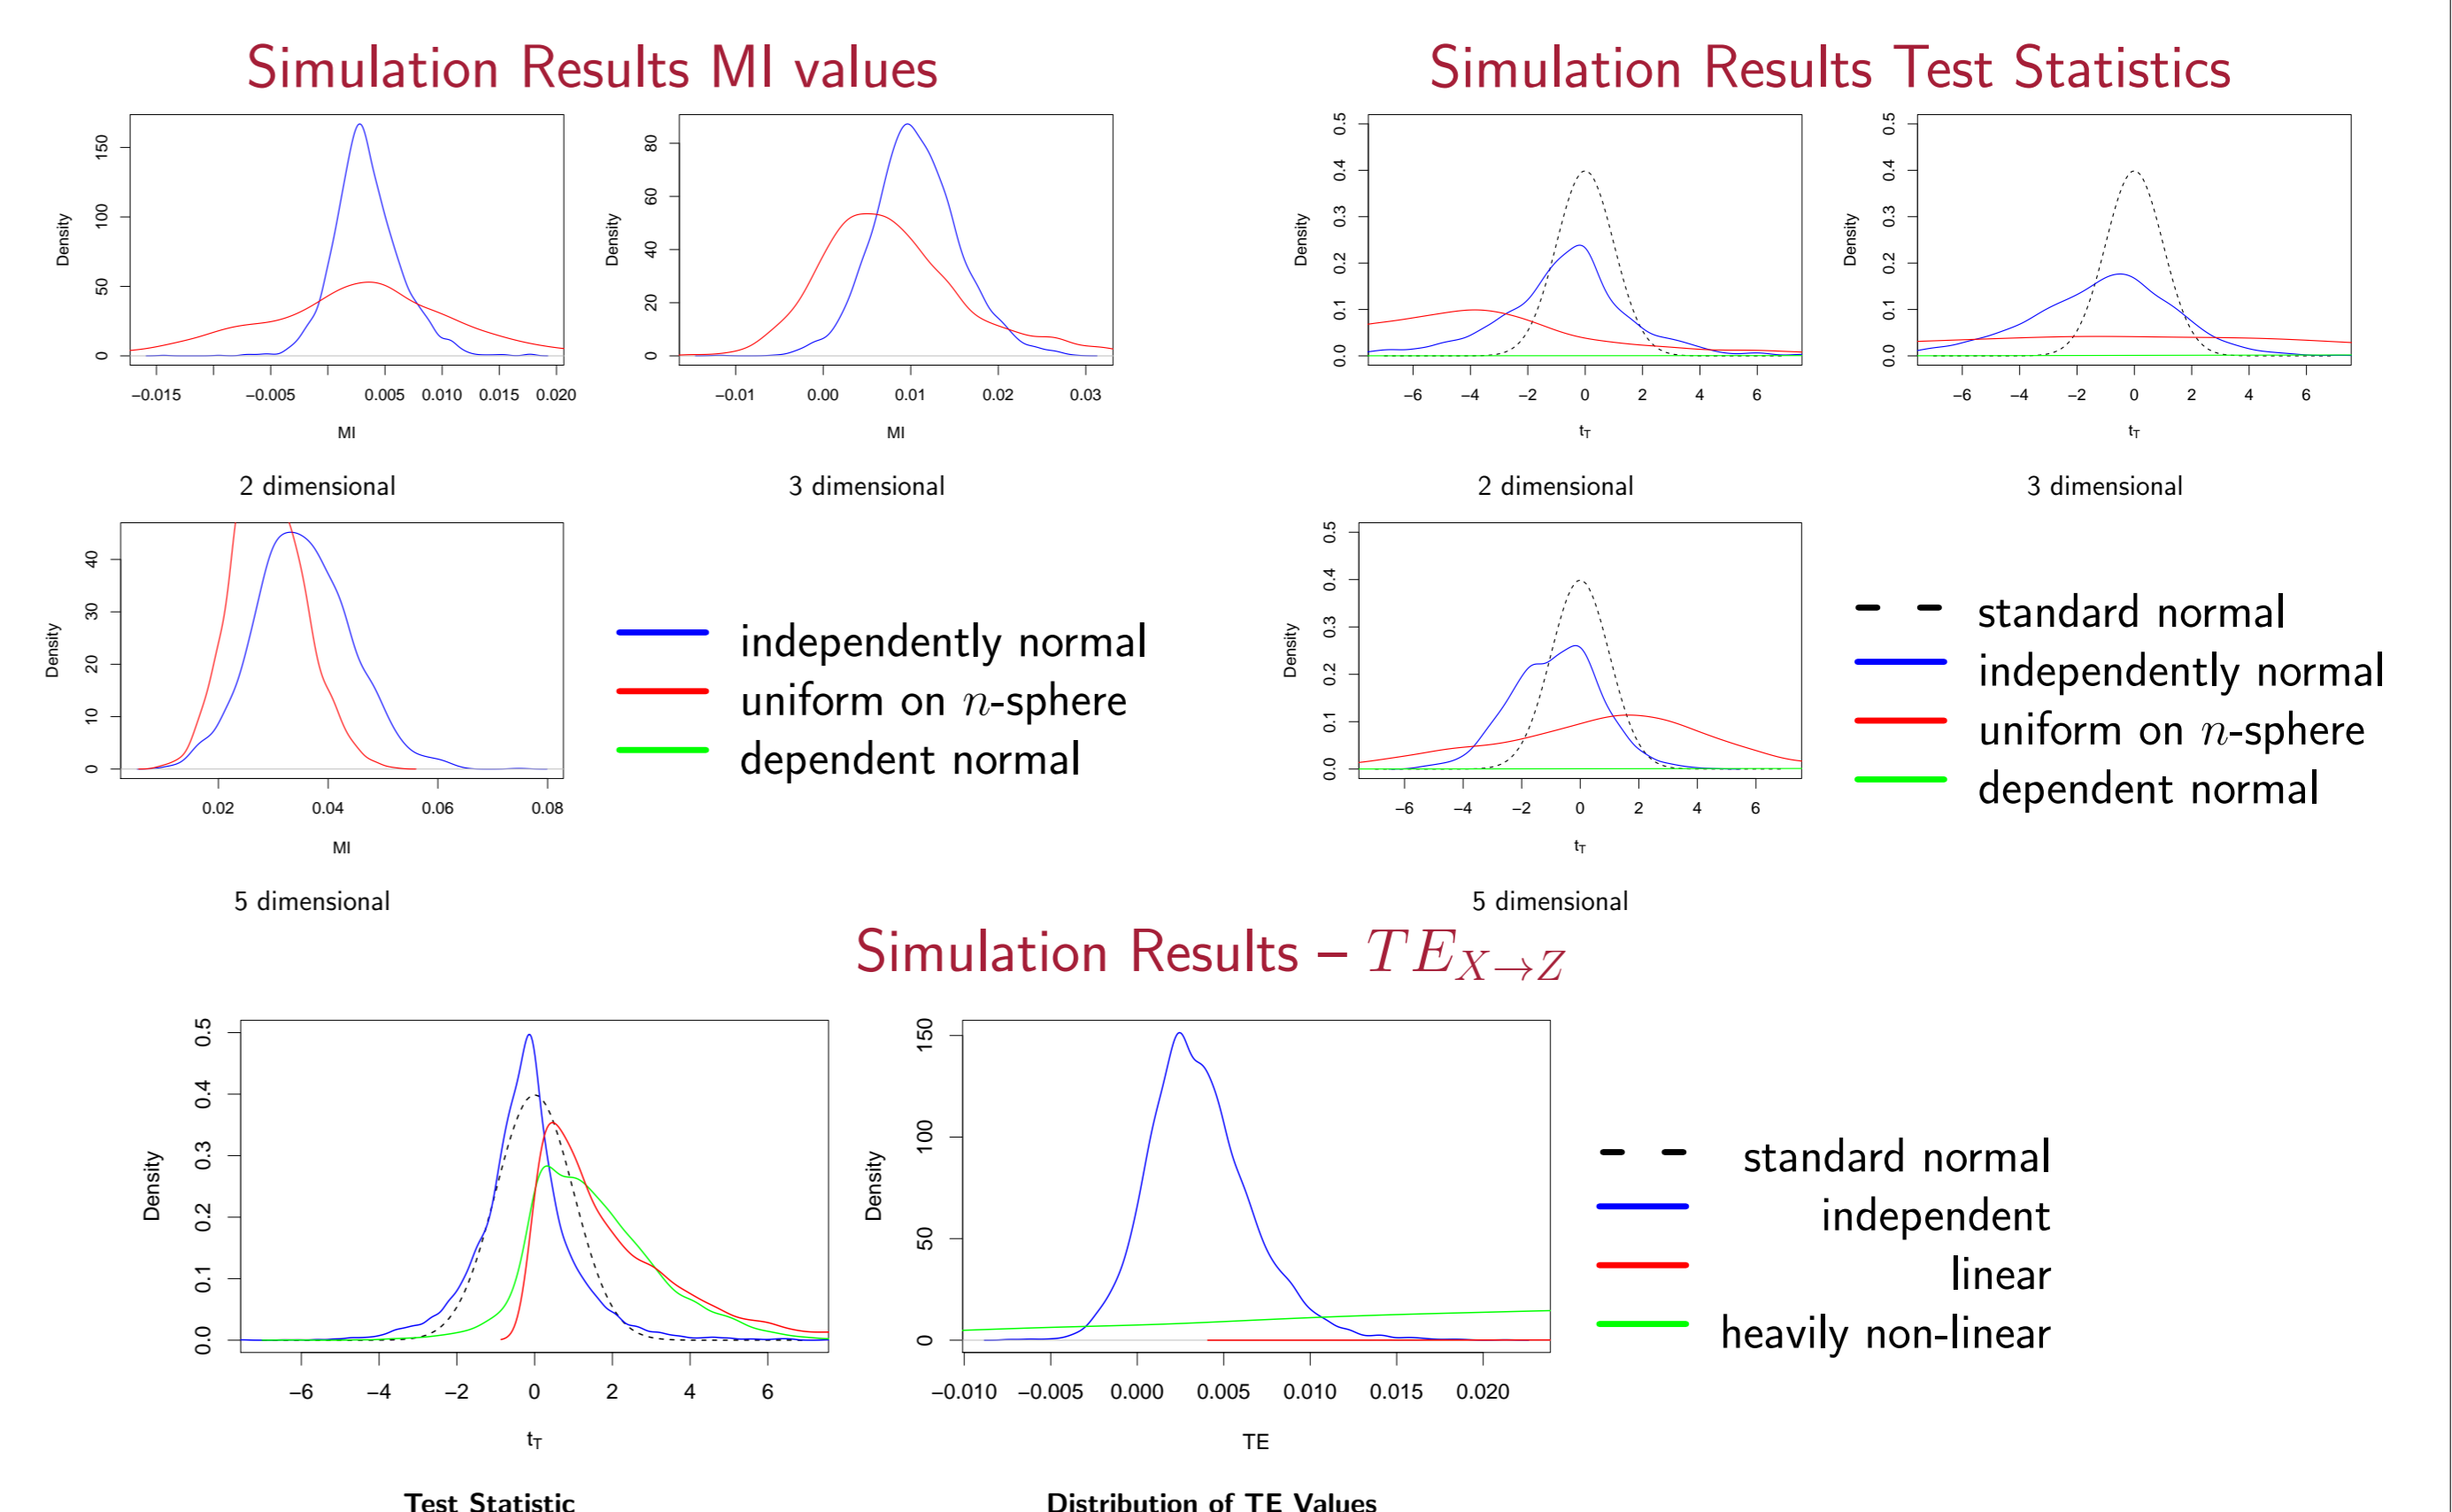 Simulation Results MI values
Density
0 50 100 150
−0.015 −0.005 0.005 0.010 0.015 0.020
MI
2 dimensional
Density
0 20 40 60 80
−0.01 0.00 0.01 0.02 0.03
MI
3 dimensional
Density
0 10 20 30 40
0.02 0.04 0.06 0.08
MI
5 dimensional
independently normal
uniform on n-sphere
dependent normal
Simulation Results Test Statistics
Density
0.0 0.1 0.2 0.3 0.4 0.5
−6 −4 −2 0 2 4 6
tT
2 dimensional
Density
0.0 0.1 0.2 0.3 0.4 0.5
−6 −4 −2 0 2 4 6
tT
3 dimensional
Density
0.0 0.1 0.2 0.3 0.4 0.5
−6 −4 −2 0 2 4 6
tT
5 dimensional
standard normal
independently normal
uniform on n-sphere
dependent normal
Simulation Results – TE X→Z
Density
0.0 0.1 0.2 0.3 0.4 0.5
−6 −4 −2 0 2 4 6
tT
Test Statistic
Density
0 50 100 150
−0.010 −0.005 0.000 0.005 0.010 0.015 0.020
TE
Distribution of TE Values
standard normal
independent
linear
heavily non-linear